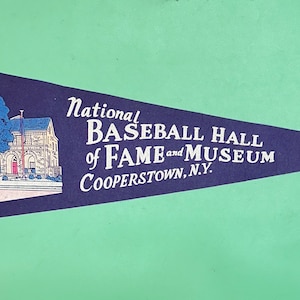 National
BASEBALL HALL
of FAME and MUSEUM
COOPERSTOWN, N.Y.